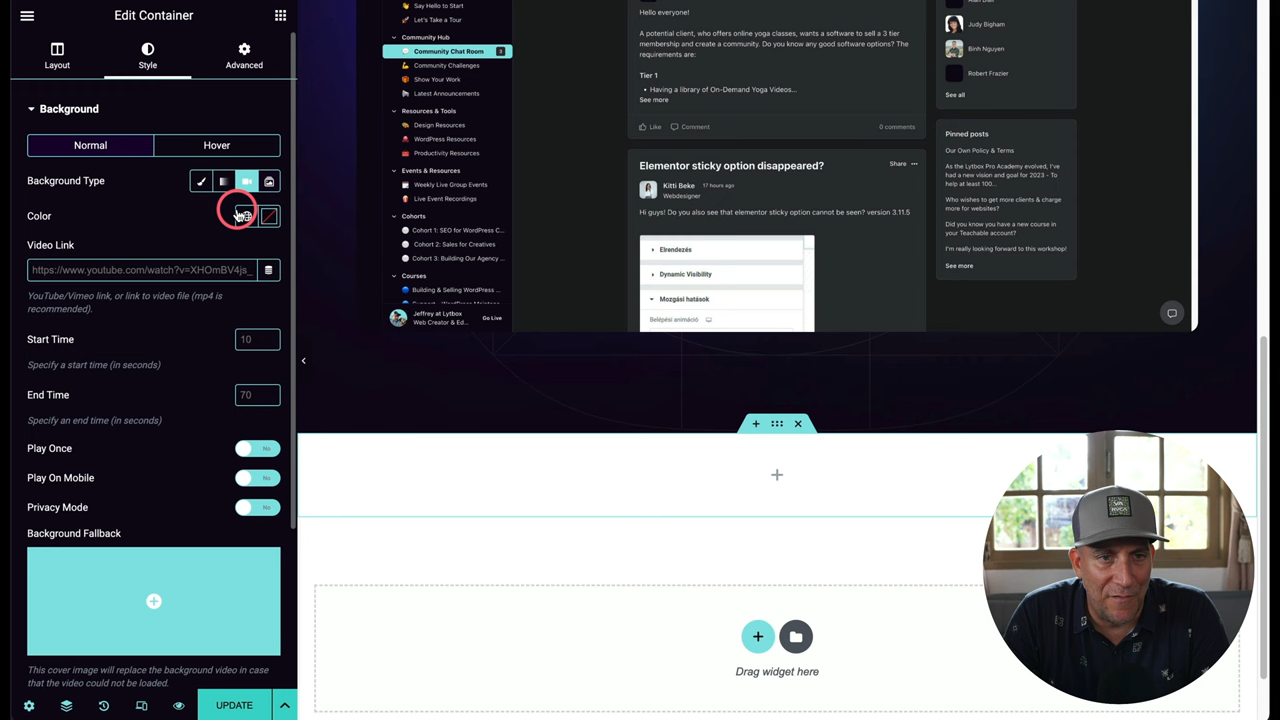 Edit Container
Layout
Style
Advanced
Background
Normal
Hover
Background Type
Color
Video Link
https://www.youtube.com/watch?v=XHOmBV4js_
YouTube/Vimeo link, or link to video file (mp4 is
recommended).
Start Time
10
Specify a start time (in seconds)
End Time
70
Specify an end time (in seconds)
Play Once
No
Play On Mobile
No
Privacy Mode
No
Background Fallback
This cover image will replace the background video in case
that the video could not be loaded.
UPDATE
Say Hello to Start
Let's Take a Tour
Community Hub
Community Chat Room
3
Community Challenges
Show Your Work
Latest Announcements
Resources & Tools
Design Resources
WordPress Resources
Productivity Resources
Events & Resources
Weekly Live Group Events
Live Event Recordings
Cohorts
Cohort 1: SEO for WordPress C...
Cohort 2: Sales for Creatives
Cohort 3: Building Our Agency ...
Courses
Building & Selling WordPress ...
Jeffrey at Lytbox
Web Creator & Ed...
Go Live
Hello everyone!
A potential client, who offers online yoga classes, wants a software to sell a 3 tier
membership and create a community. Do you know any good software options? The
requirements are:
Tier 1
• Having a library of On-Demand Yoga Videos...
See more
Like
Comment
0 comments
Elementor sticky option disappeared?
Share
Kitti Beke
17 hours ago
Webdesigner
Hi guys! Do you also see that elementor sticky option cannot be seen? version 3.11.5
Elrendezés
Dynamic Visibility
Mozgási hatások
Belépési animáció:
Judy Bigham
Binh Nguyen
Robert Frazier
See all
Pinned posts
Our Own Policy & Terms
As the Lytbox Pro Academy evolved, I've
had a new vision and goal for 2023 - To
help at least 100...
Who wishes to get more clients & charge
more for websites?
Did you know you have a new course in
your Teachable account?
I'm really looking forward to this workshop!
See more
Drag widget here